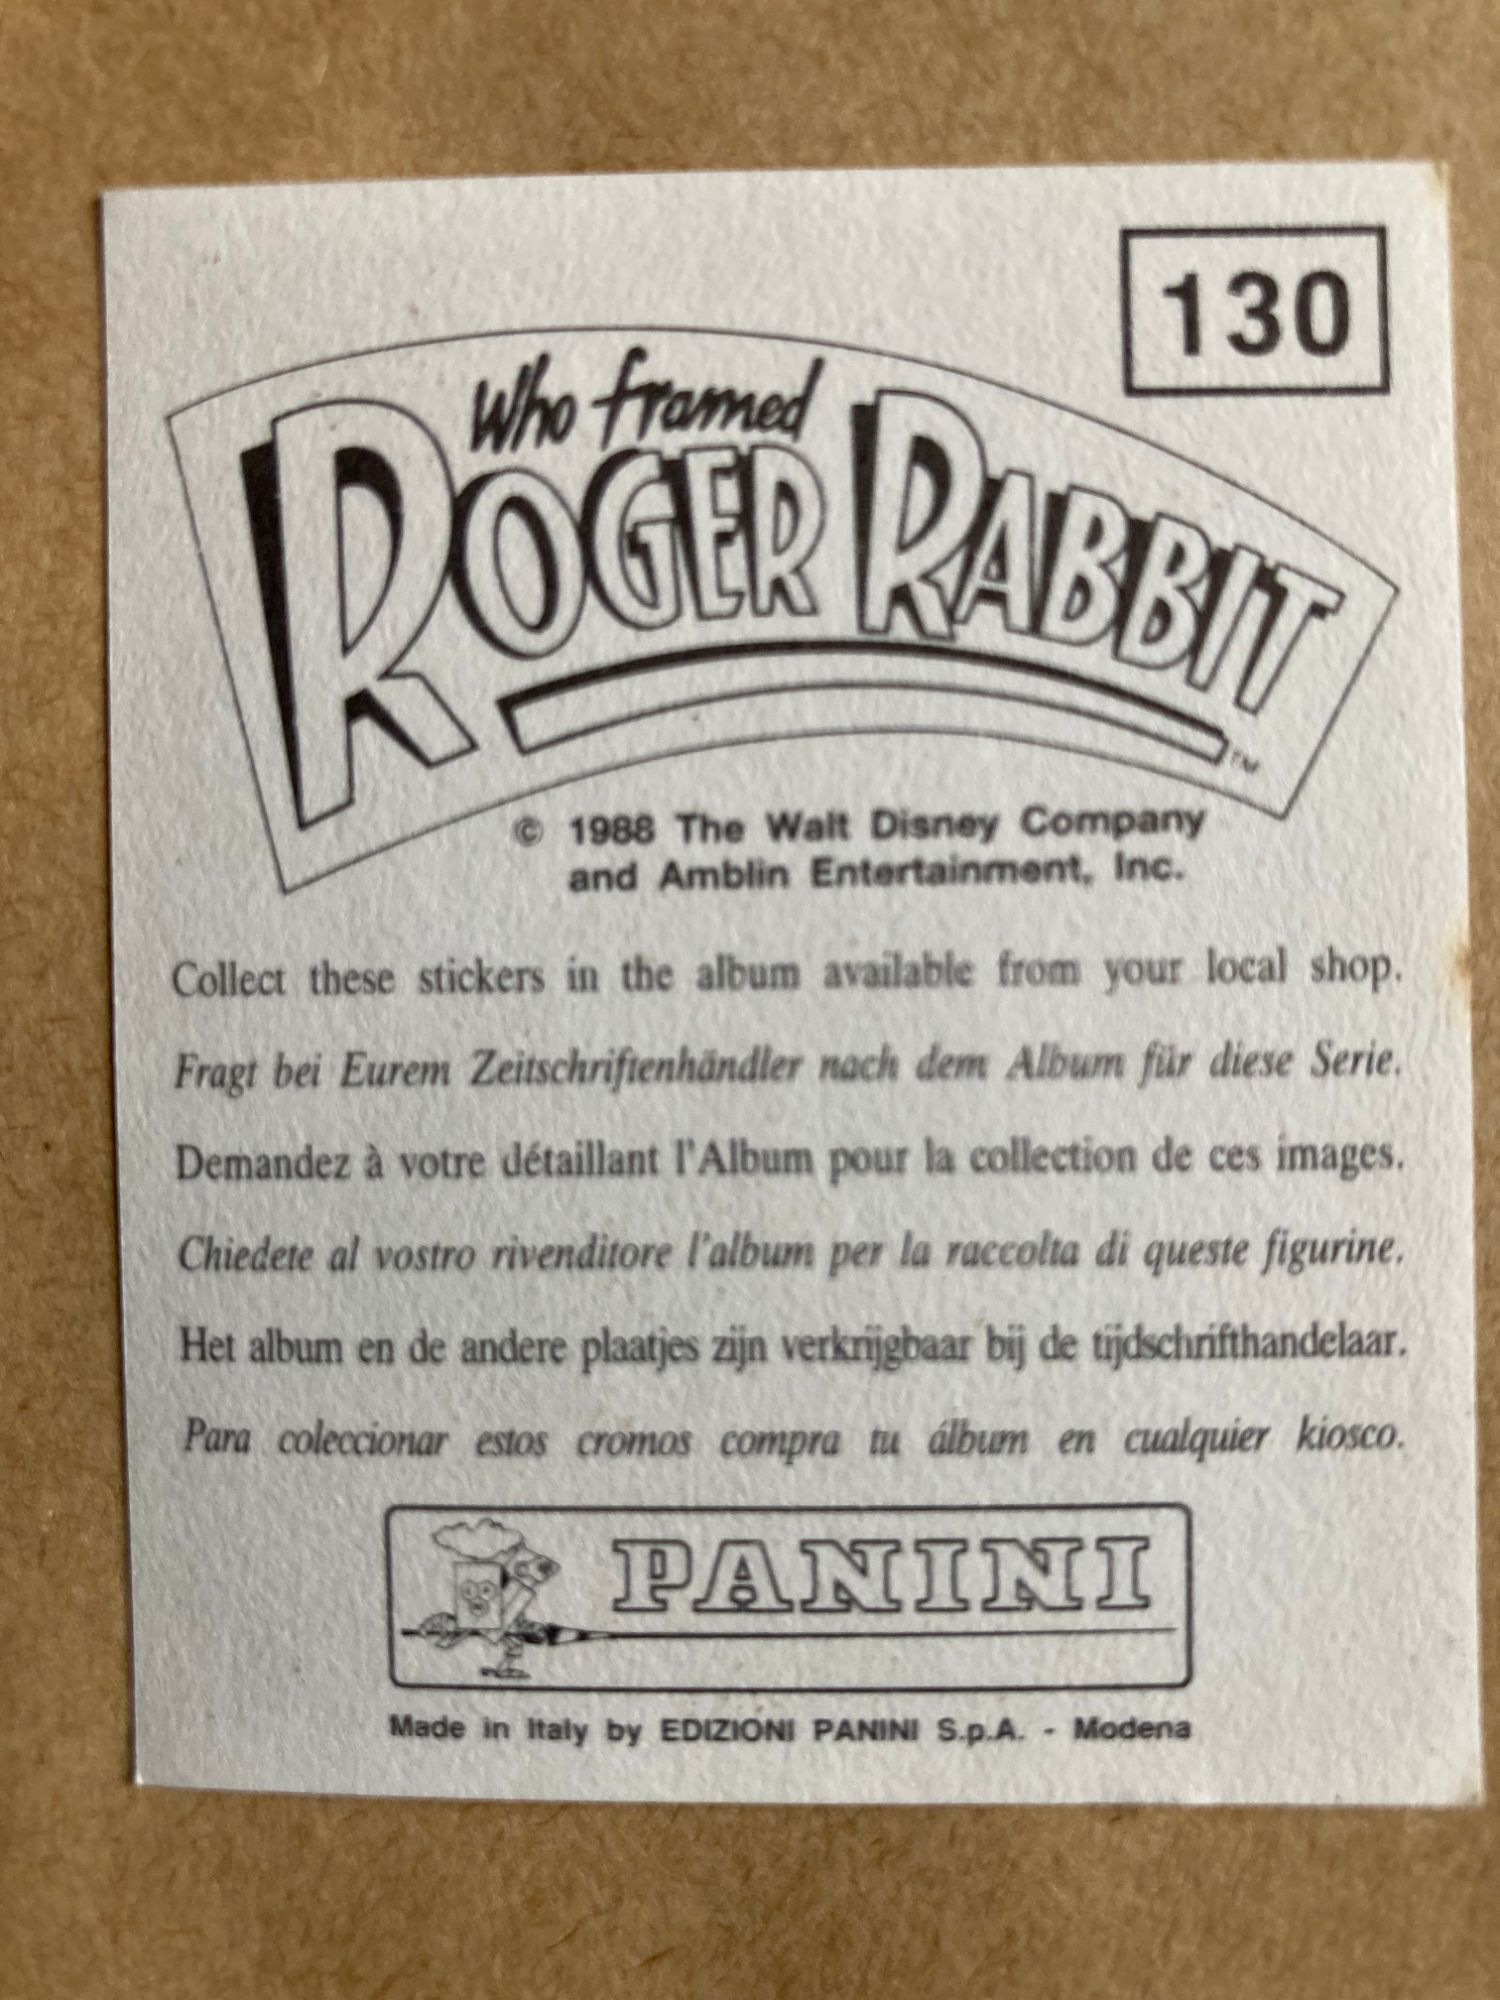 130
Who framed
ROGER RABBIT
TM
© 1988 The Walt Disney Company
and Amblin Entertainment, Inc.
Collect these stickers in the album available from your local shop.
Fragt bei Eurem Zeitschriftenhändler nach dem Album für diese Serie.
Demandez à votre détaillant l'Album pour la collection de ces images.
Chiedete al vostro rivenditore l'album per la raccolta di queste figurine.
Het album en de andere plaatjes zijn verkrijgbaar bij de tijdschrifthandelaar.
Para coleccionar estos cromos compra tu álbum en cualquier kiosco.
PANINI
Made in Italy by EDIZIONI PANINI S.p.A. - Modena